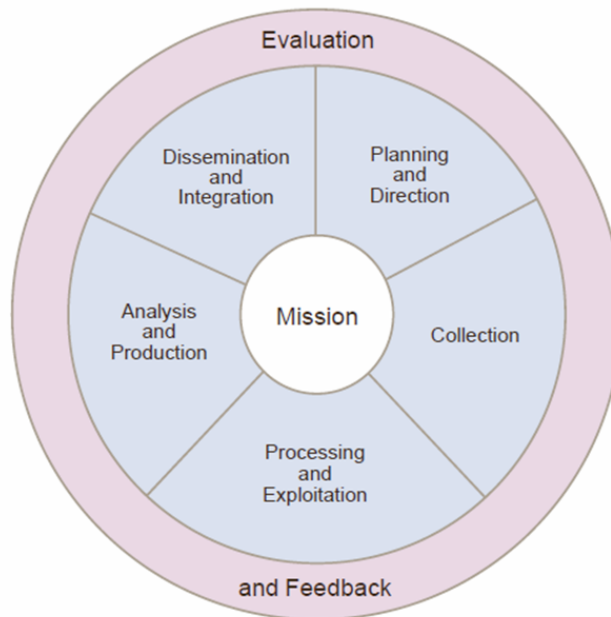 Evaluation
Dissemination
and
Integration
Planning
and
Direction
Analysis
and
Production
Mission
Collection
Processing
and
Exploitation
and Feedback